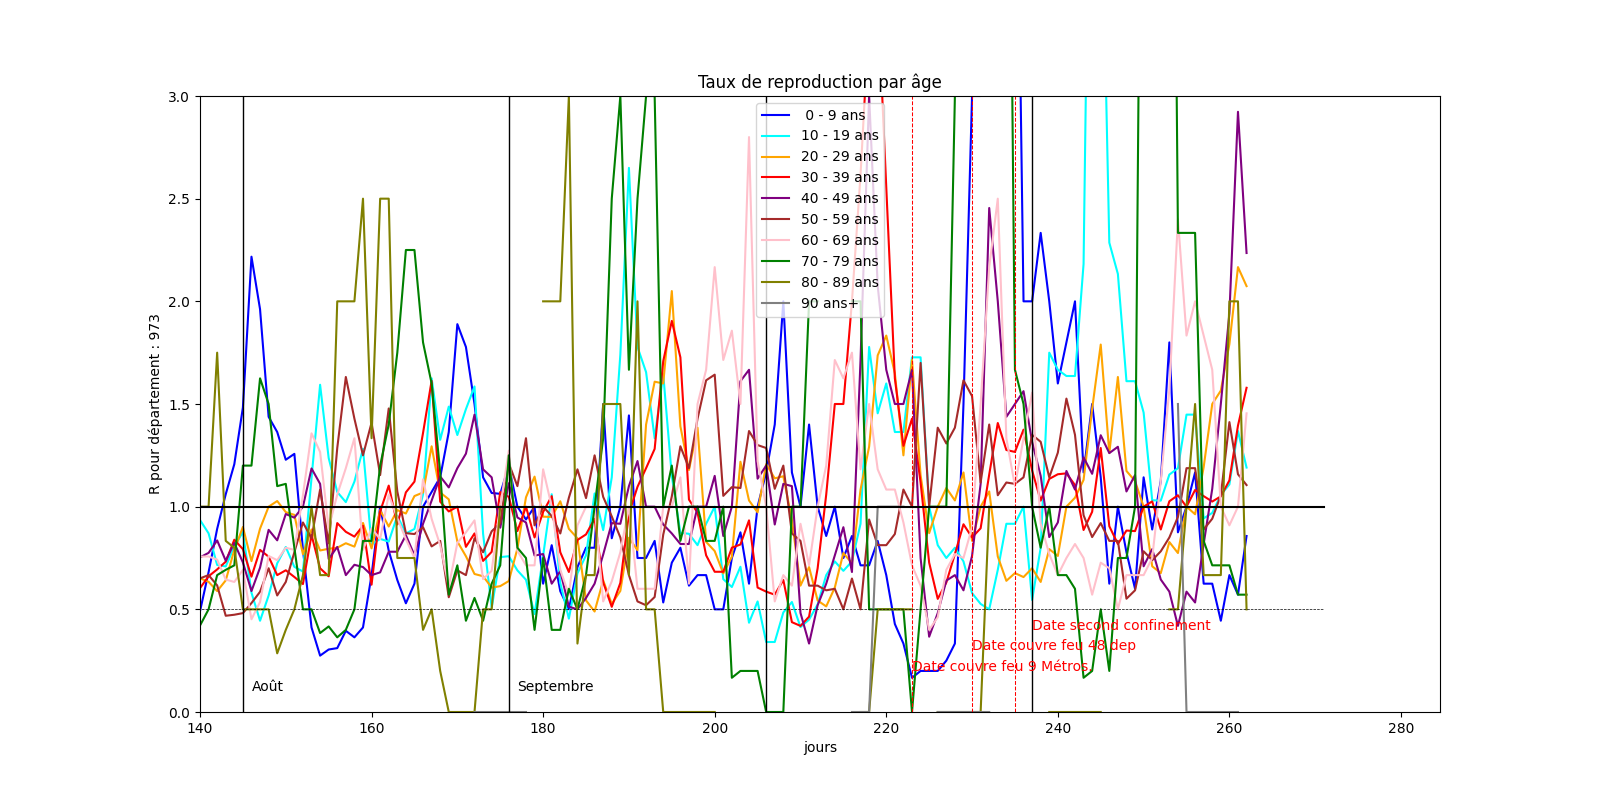 Taux de reproduction par âge
3.0
2.5
2.0
1.5
1.0
0.5
0.0
R pour département : 973
0 - 9 ans
10 - 19 ans
20 - 29 ans
30 - 39 ans
40 - 49 ans
50 - 59 ans
60 - 69 ans
70 - 79 ans
80 - 89 ans
90 ans+
Date second confinement
Date couvre feu 48 dep
Date couvre feu 9 Métros
Août
Septembre
140 160 180 200 220 240 260 280
jours